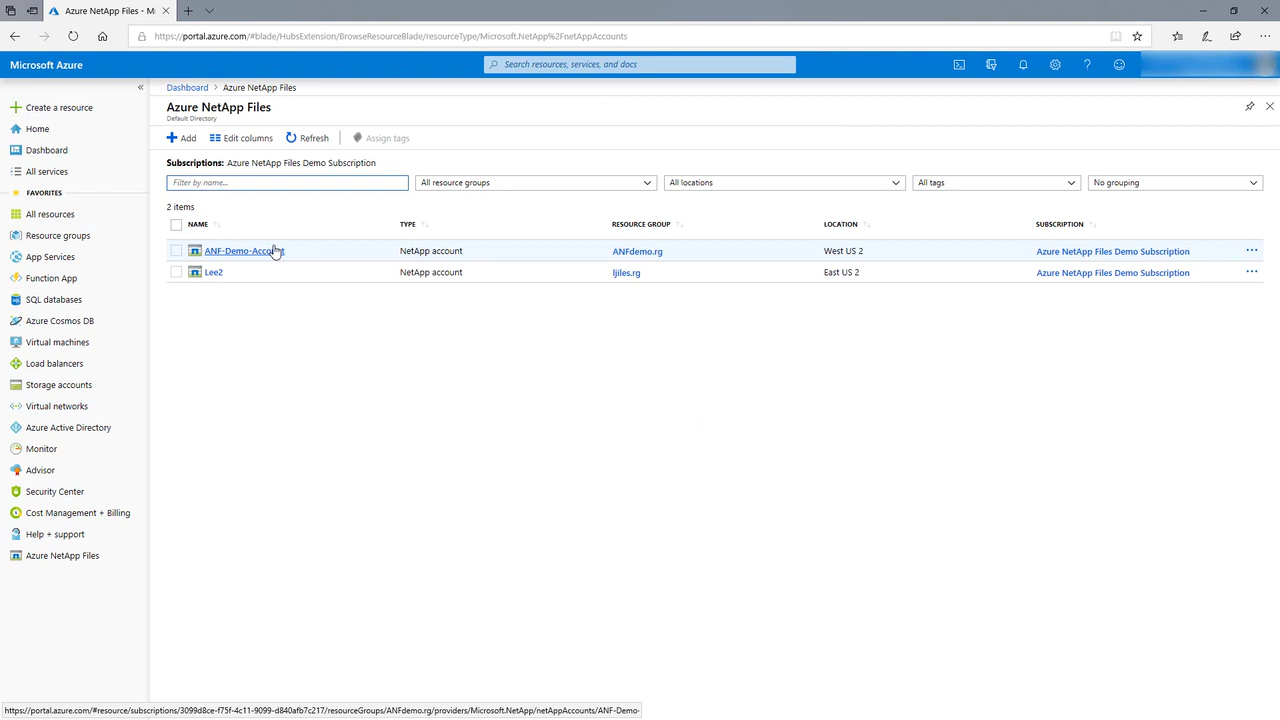 Azure NetApp Files - Mi
https://portal.azure.com/#blade/HubsExtension/BrowseResourceBlade/resourceType/Microsoft.NetApp%2FnetAppAccounts
Microsoft Azure
Search resources, services, and docs
Create a resource
Home
Dashboard
All services
FAVORITES
All resources
Resource groups
App Services
Function App
SQL databases
Azure Cosmos DB
Virtual machines
Load balancers
Storage accounts
Virtual networks
Azure Active Directory
Monitor
Advisor
Security Center
Cost Management + Billing
Help + support
Azure NetApp Files
Dashboard > Azure NetApp Files
Azure NetApp Files
Default Directory
Add Edit columns Refresh Assign tags
Subscriptions: Azure NetApp Files Demo Subscription
Filter by name... All resource groups All locations All tags No grouping
2 items
NAME TYPE RESOURCE GROUP LOCATION SUBSCRIPTION
ANF-Demo-Account NetApp account ANFdemo.rg West US 2 Azure NetApp Files Demo Subscription ...
Lee2 NetApp account ljiles.rg East US 2 Azure NetApp Files Demo Subscription ...
https://portal.azure.com/#resource/subscriptions/3099d8ce-f75f-4c11-9099-d840afb7c217/resourceGroups/ANFdemo.rg/providers/Microsoft.NetApp/netAppAccounts/ANF-Demo-